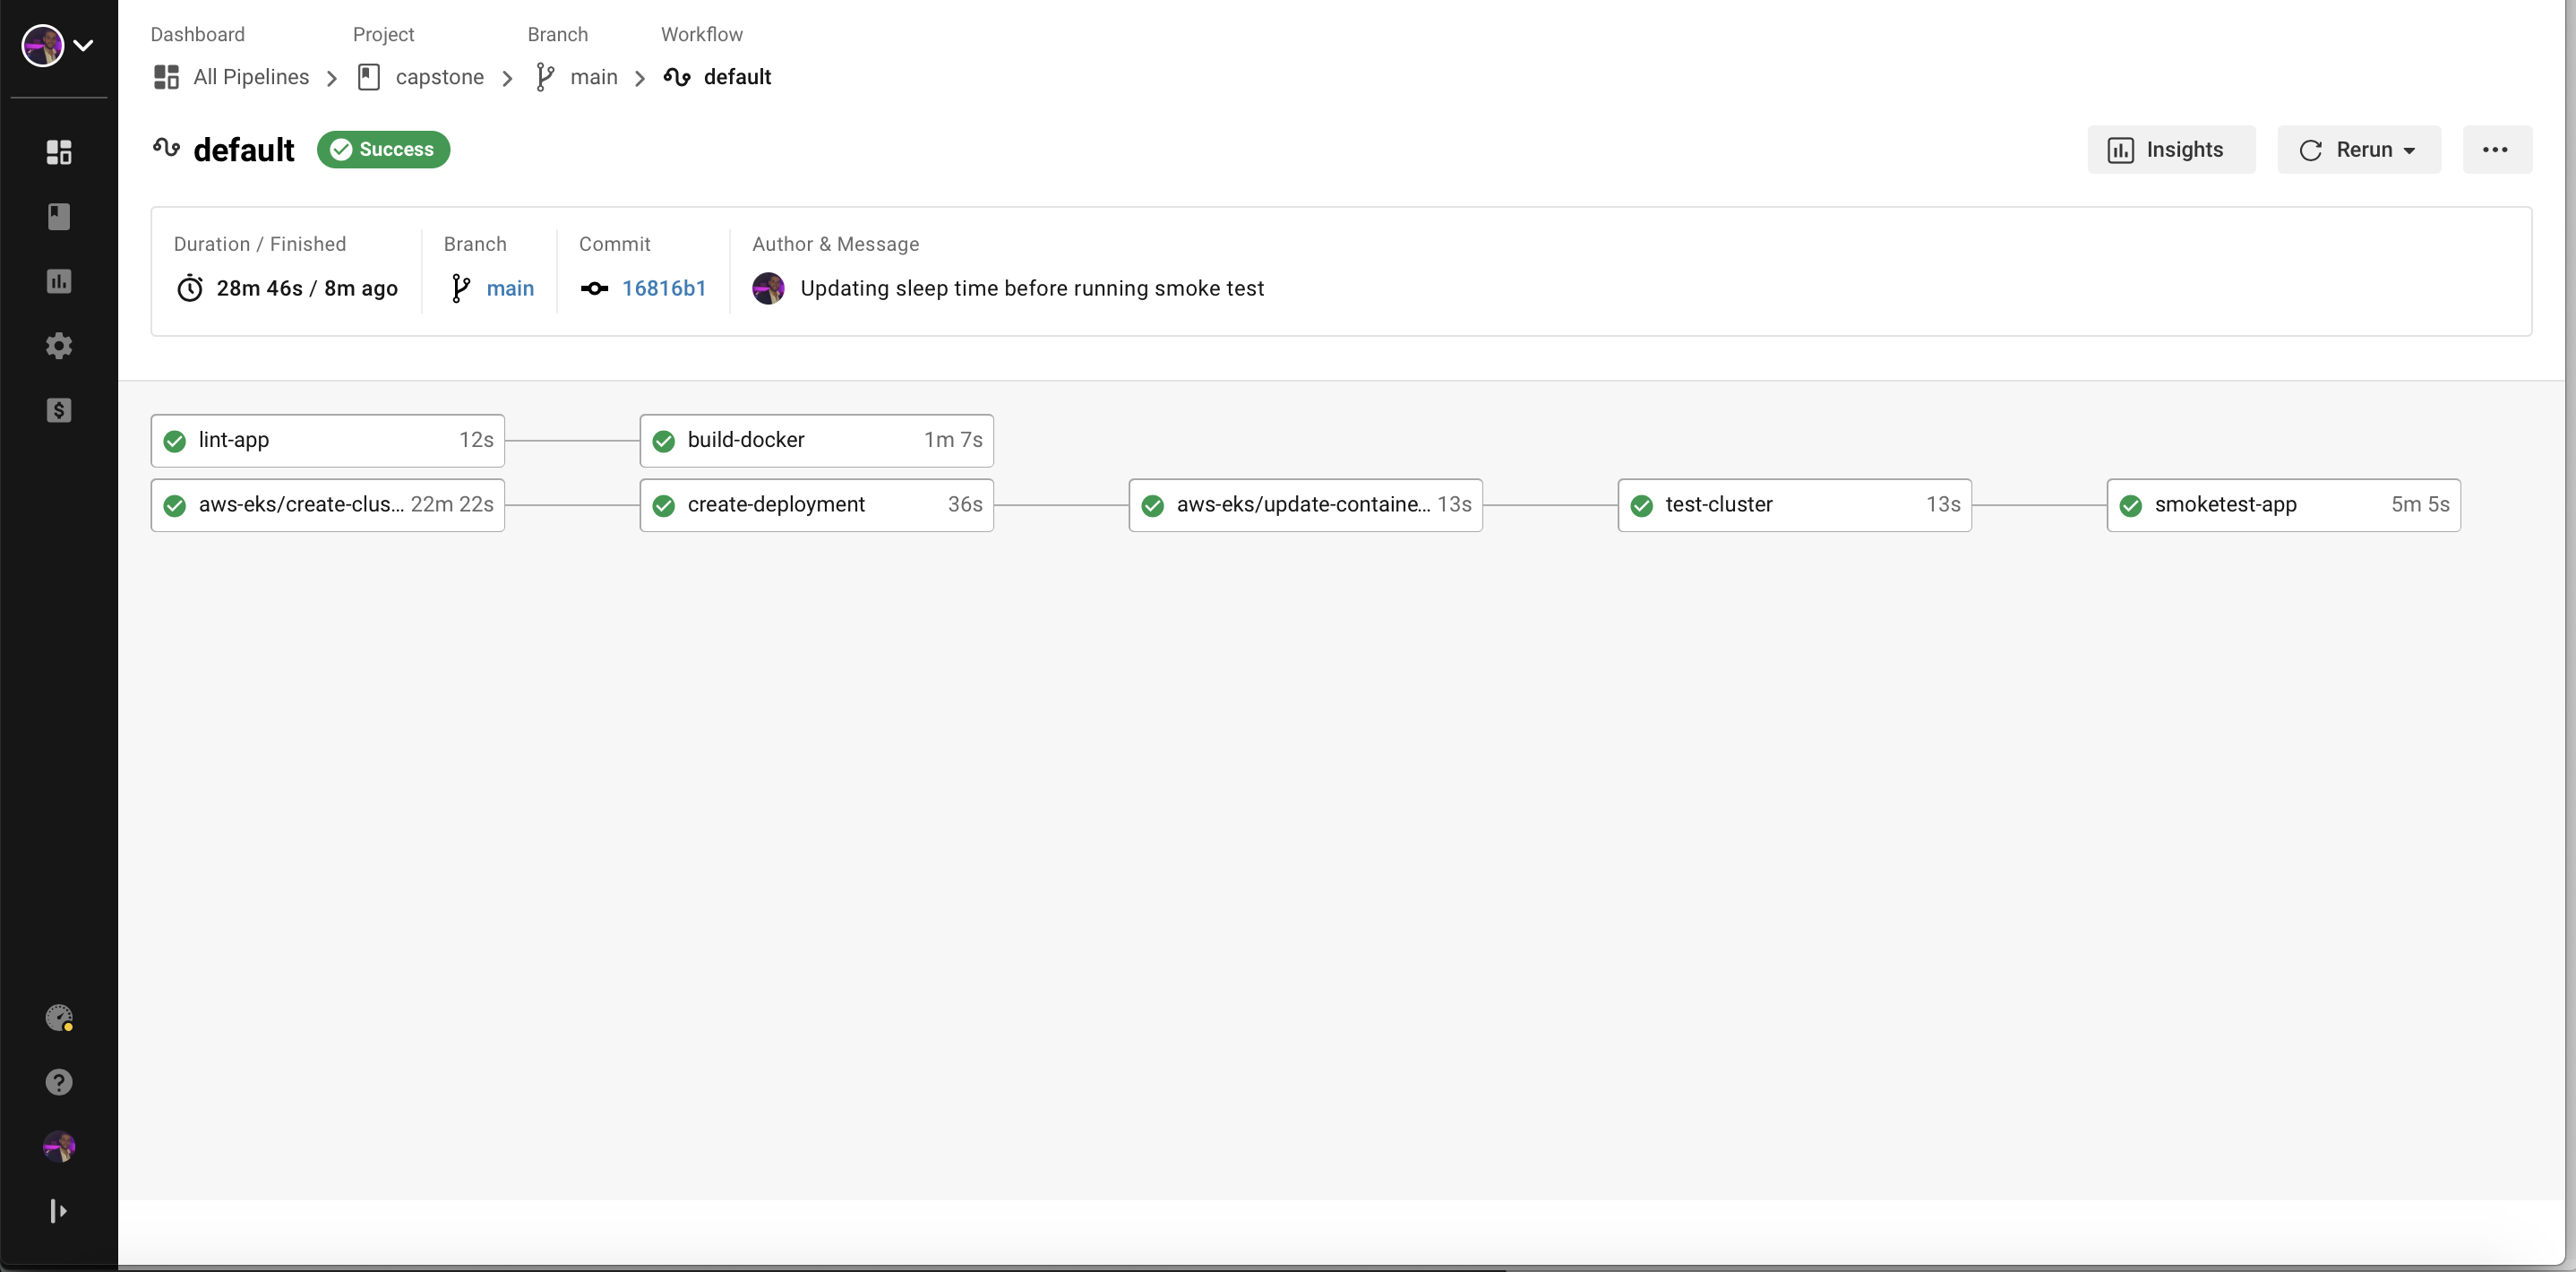 Dashboard Project Branch Workflow
All Pipelines capstone main default
default Success Insights Rerun
Duration / Finished Branch Commit Author & Message
28m 46s / 8m ago main 16816b1 Updating sleep time before running smoke test
lint-app 12s build-docker 1m 7s
aws-eks/create-clus... 22m 22s create-deployment 36s aws-eks/update-containe... 13s test-cluster 13s smoketest-app 5m 5s